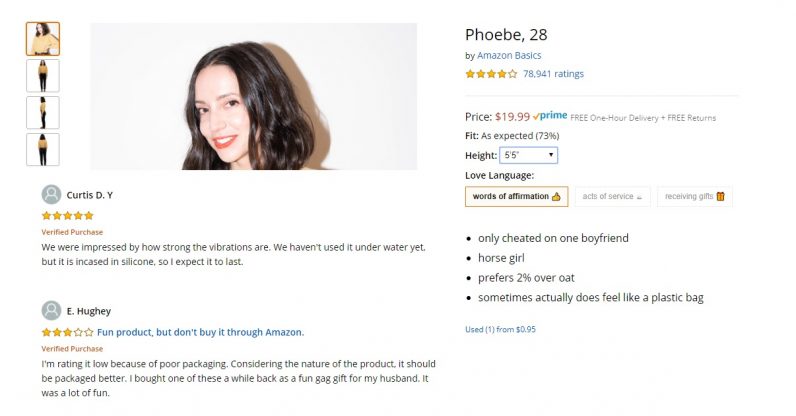 Phoebe, 28
by Amazon Basics
78,941 ratings
Price: $19.99 prime FREE One-Hour Delivery + FREE Returns
Fit: As expected (73%)
Height: 5'5"
Love Language:
words of affirmation acts of service receiving gifts
only cheated on one boyfriend
horse girl
prefers 2% over oat
sometimes actually does feel like a plastic bag
Used (1) from $0.95
Curtis D. Y
Verified Purchase
We were impressed by how strong the vibrations are. We haven't used it under water yet,
but it is incased in silicone, so I expect it to last.
E. Hughey
Fun product, but don't buy it through Amazon.
Verified Purchase
I'm rating it low because of poor packaging. Considering the nature of the product, it should
be packaged better. I bought one of these a while back as a fun gag gift for my husband. It
was a lot of fun.